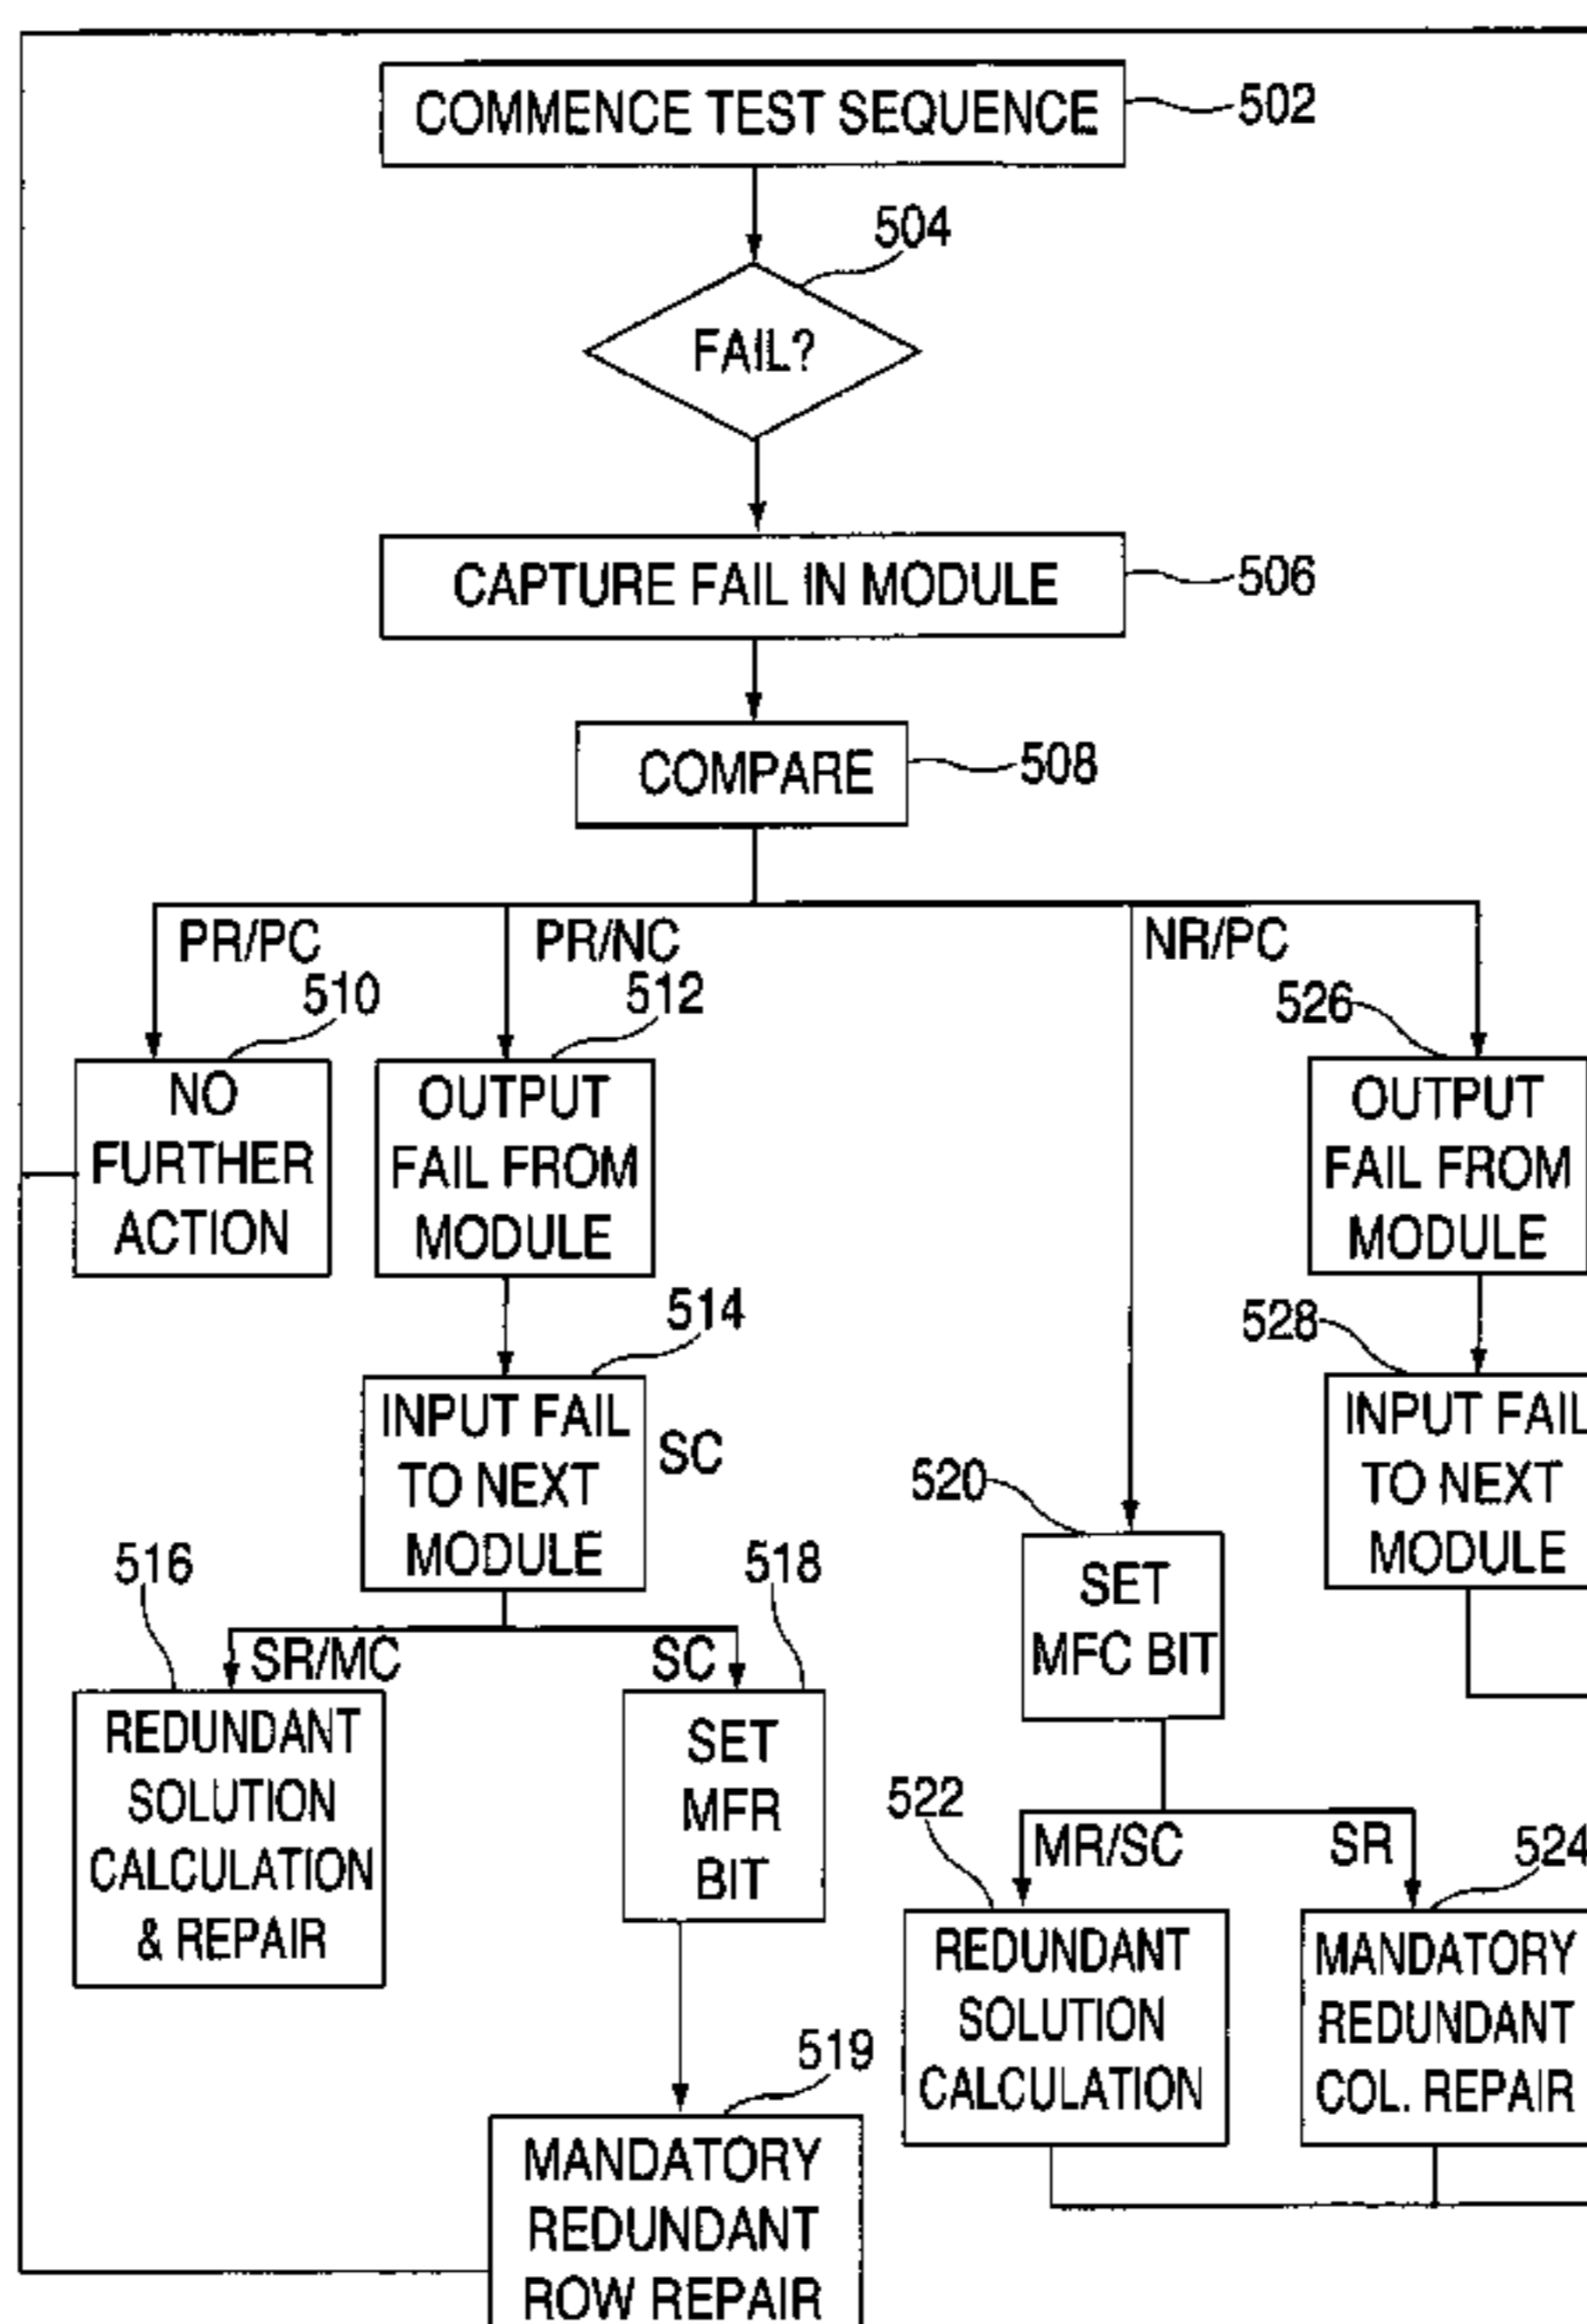 COMMENCE TEST SEQUENCE
502
504
FAIL?
CAPTURE FAIL IN MODULE
506
COMPARE
508
PR/PC
PR/NC
NR/PC
510
512
526
NO
FURTHER
ACTION
OUTPUT
FAIL FROM
MODULE
OUTPUT
FAIL FROM
MODULE
514
528
INPUT FAIL
TO NEXT
MODULE
SC
INPUT FAIL
TO NEXT
MODULE
520
516
518
SET
MFC BIT
SR/MC
SC
REDUNDANT
SOLUTION
CALCULATION
& REPAIR
SET
MFR
BIT
522
MR/SC
SR
524
REDUNDANT
SOLUTION
CALCULATION
MANDATORY
REDUNDANT
COL. REPAIR
519
MANDATORY
REDUNDANT
ROW REPAIR